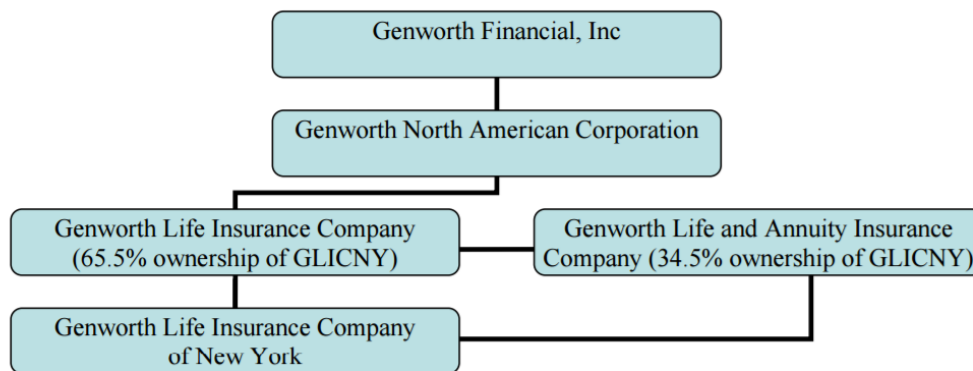 Genworth Financial, Inc
Genworth North American Corporation
Genworth Life Insurance Company
(65.5% ownership of GLICNY)
Genworth Life and Annuity Insurance
Company (34.5% ownership of GLICNY)
Genworth Life Insurance Company
of New York